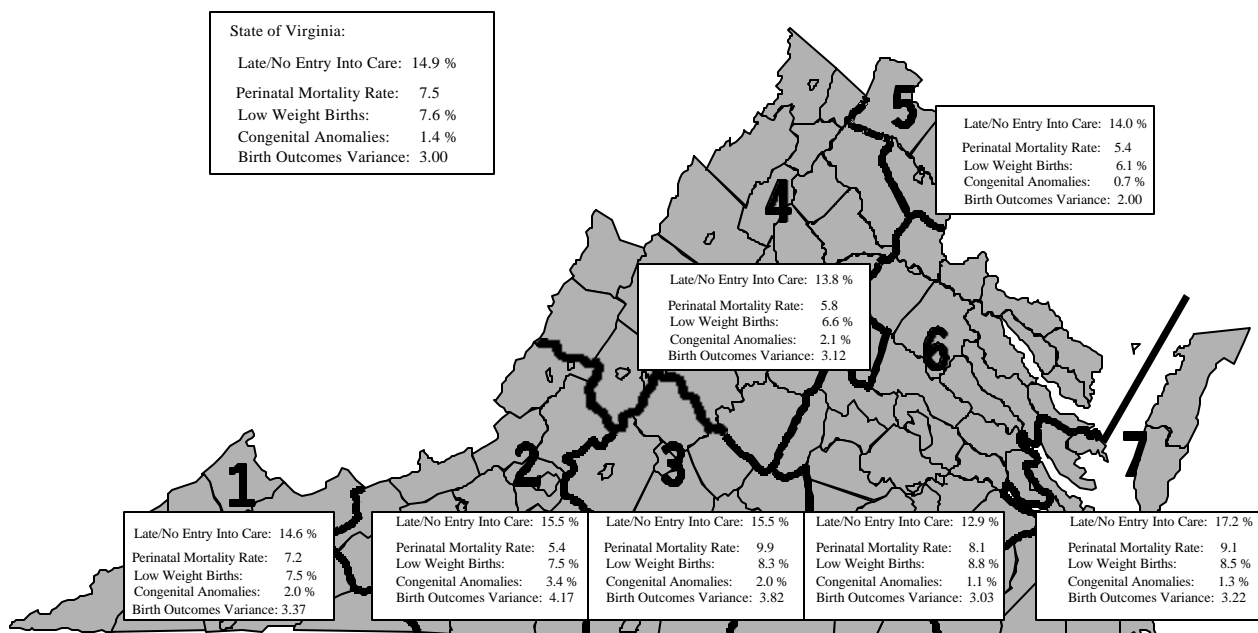 State of Virginia:
Late/No Entry Into Care: 14.9 %
Perinatal Mortality Rate: 7.5
Low Weight Births: 7.6 %
Congenital Anomalies: 1.4 %
Birth Outcomes Variance: 3.00
5
Late/No Entry Into Care: 14.0 %
Perinatal Mortality Rate: 5.4
Low Weight Births: 6.1 %
Congenital Anomalies: 0.7 %
Birth Outcomes Variance: 2.00
4
Late/No Entry Into Care: 13.8 %
Perinatal Mortality Rate: 5.8
Low Weight Births: 6.6 %
Congenital Anomalies: 2.1 %
Birth Outcomes Variance: 3.12
6
1
Late/No Entry Into Care: 14.6 %
Perinatal Mortality Rate: 7.2
Low Weight Births: 7.5 %
Congenital Anomalies: 2.0 %
Birth Outcomes Variance: 3.37
2
Late/No Entry Into Care: 15.5 %
Perinatal Mortality Rate: 5.4
Low Weight Births: 7.5 %
Congenital Anomalies: 3.4 %
Birth Outcomes Variance: 4.17
3
Late/No Entry Into Care: 15.5 %
Perinatal Mortality Rate: 9.9
Low Weight Births: 8.3 %
Congenital Anomalies: 2.0 %
Birth Outcomes Variance: 3.82
Late/No Entry Into Care: 12.9 %
Perinatal Mortality Rate: 8.1
Low Weight Births: 8.8 %
Congenital Anomalies: 1.1 %
Birth Outcomes Variance: 3.03
7
Late/No Entry Into Care: 17.2 %
Perinatal Mortality Rate: 9.1
Low Weight Births: 8.5 %
Congenital Anomalies: 1.3 %
Birth Outcomes Variance: 3.22